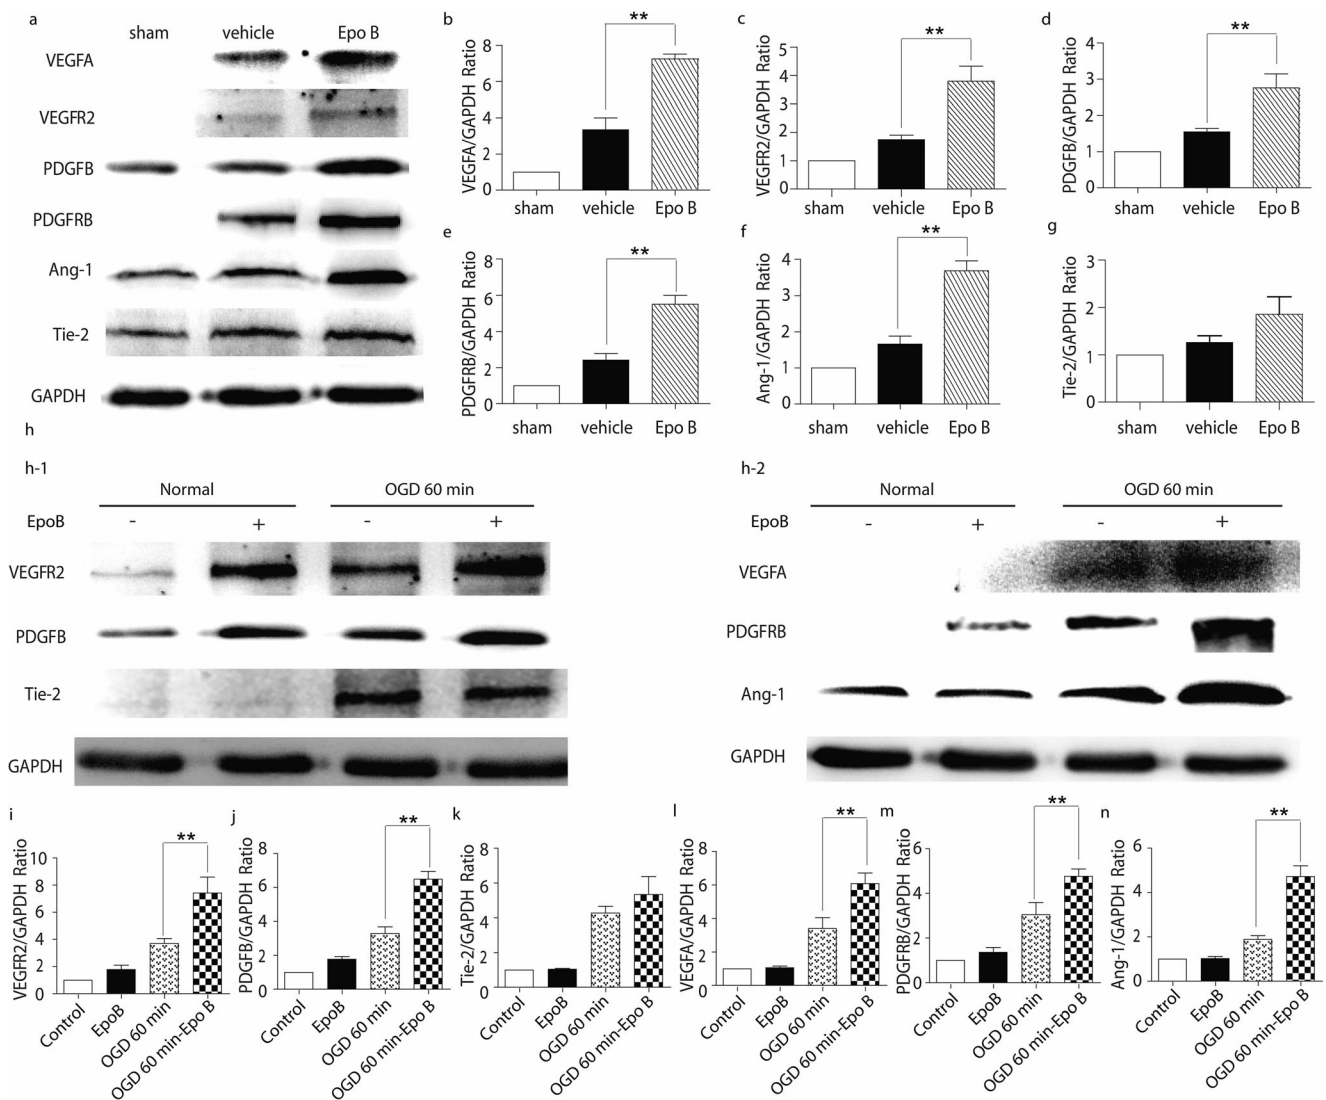 a
sham vehicle Epo B
VEGFA
VEGFR2
PDGFB
PDGFRB
Ang-1
Tie-2
GAPDH
b
**
VEGFA/GAPDH Ratio
8
6
4
2
0
sham vehicle Epo B
c
**
VEGFR2/GAPDH Ratio
5
4
3
2
1
0
sham vehicle Epo B
d
**
PDGFB/GAPDH Ratio
4
3
2
1
0
sham vehicle Epo B
e
**
PDGFRB/GAPDH Ratio
8
6
4
2
0
sham vehicle Epo B
f
**
Ang-1/GAPDH Ratio
4
3
2
1
0
sham vehicle Epo B
g
Tie-2/GAPDH Ratio
3
2
1
0
sham vehicle Epo B
h
h-1
Normal OGD 60 min
EpoB - + - +
VEGFR2
PDGFB
Tie-2
GAPDH
h-2
Normal OGD 60 min
EpoB - + - +
VEGFA
PDGFRB
Ang-1
GAPDH
i
**
VEGFR2/GAPDH Ratio
10
8
6
4
2
0
Control EpoB OGD 60 min OGD 60 min-Epo B
j
**
PDGFB/GAPDH Ratio
8
6
4
2
0
Control EpoB OGD 60 min OGD 60 min-Epo B
k
Tie-2/GAPDH Ratio
8
6
4
2
0
Control EpoB OGD 60 min OGD 60 min-Epo B
l
**
VEGFA/GAPDH Ratio
8
6
4
2
0
Control EpoB OGD 60 min OGD 60 min-Epo B
m
**
PDGFRB/GAPDH Ratio
6
4
2
0
Control EpoB OGD 60 min OGD 60 min-Epo B
n
**
Ang-1/GAPDH Ratio
6
4
2
0
Control EpoB OGD 60 min OGD 60 min-Epo B